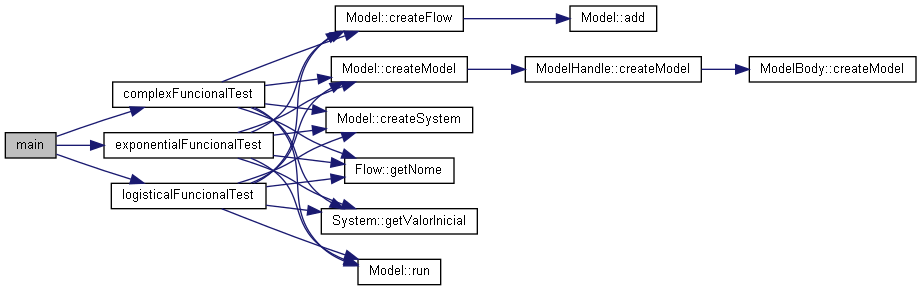 main
complexFuncionalTest
exponentialFuncionalTest
logisticalFuncionalTest
Model::createFlow
Model::createModel
Model::createSystem
Flow::getNome
System::getValorInicial
Model::run
Model::add
ModelHandle::createModel
ModelBody::createModel